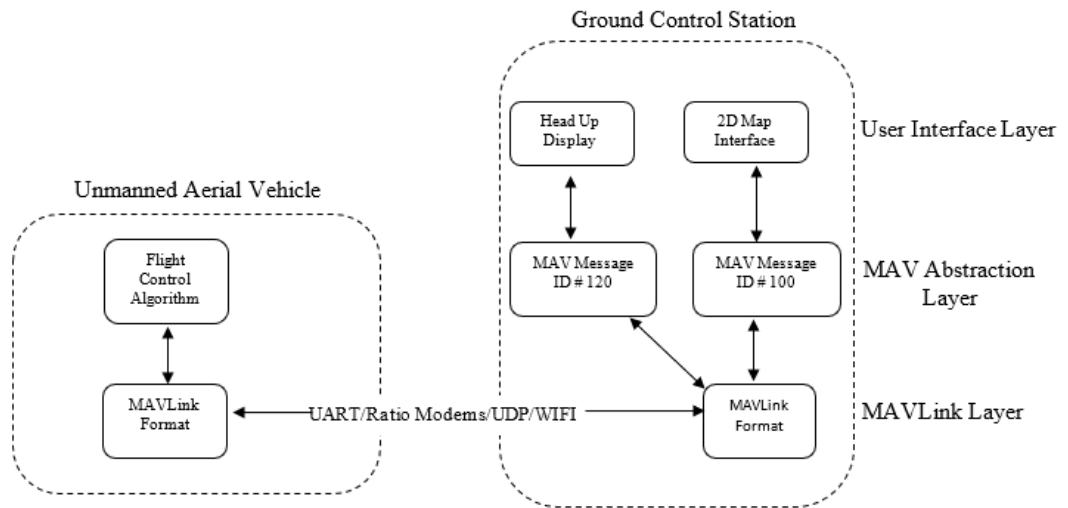 Ground Control Station
Head Up
Display
2D Map
Interface
User Interface Layer
Unmanned Aerial Vehicle
Flight
Control
Algorithm
MAV Message
ID # 120
MAV Message
ID # 100
MAV Abstraction
Layer
MAVLink
Format
UART/Ratio Modems/UDP/WIFI
MAVLink
Format
MAVLink Layer